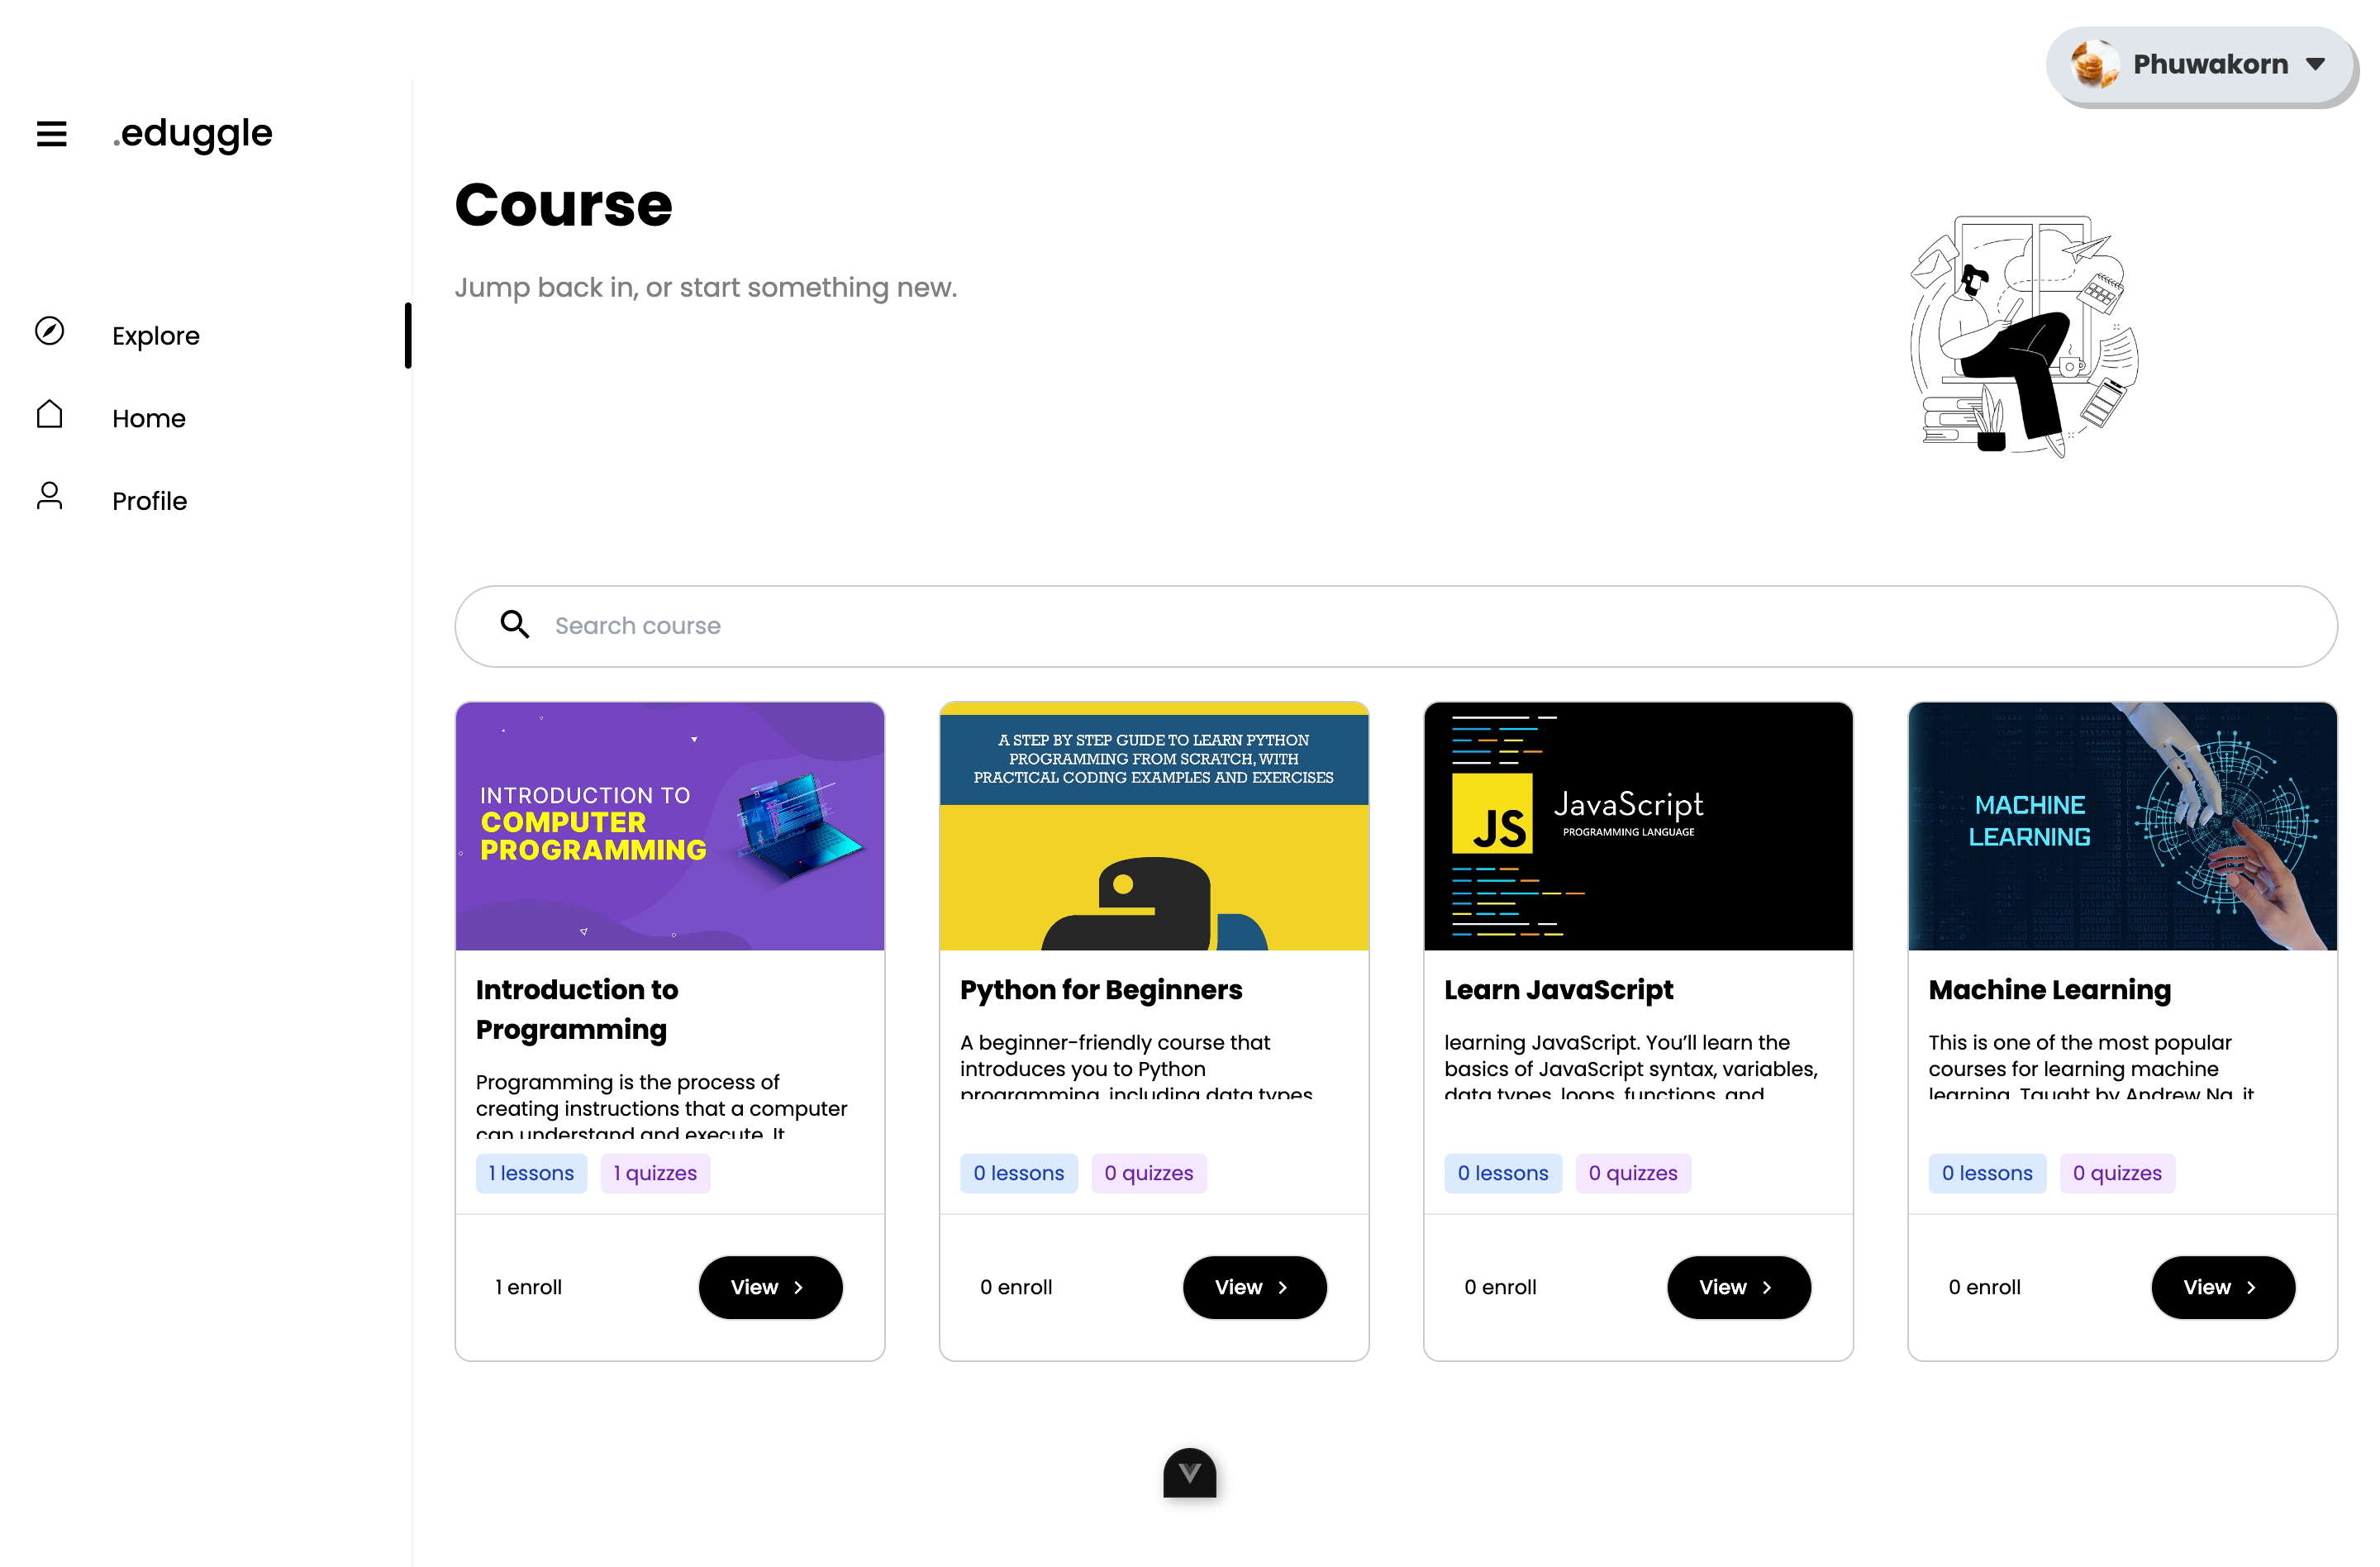 Phuwakorn
.eduggle
Course
Jump back in, or start something new.
Explore
Home
Profile
Search course
INTRODUCTION TO
COMPUTER
PROGRAMMING
Introduction to
Programming
Programming is the process of
creating instructions that a computer
can understand and execute. It
1 lessons
1 quizzes
1 enroll
View
A STEP BY STEP GUIDE TO LEARN PYTHON
PROGRAMMING FROM SCRATCH, WITH
PRACTICAL CODING EXAMPLES AND EXERCISES
Python for Beginners
A beginner-friendly course that
introduces you to Python
programming, including data types
0 lessons
0 quizzes
0 enroll
View
JS
JavaScript
PROGRAMMING LANGUAGE
Learn JavaScript
learning JavaScript. You’ll learn the
basics of JavaScript syntax, variables,
data types, loops, functions, and
0 lessons
0 quizzes
0 enroll
View
MACHINE
LEARNING
Machine Learning
This is one of the most popular
courses for learning machine
learning. Taught by Andrew Ng, it
0 lessons
0 quizzes
0 enroll
View